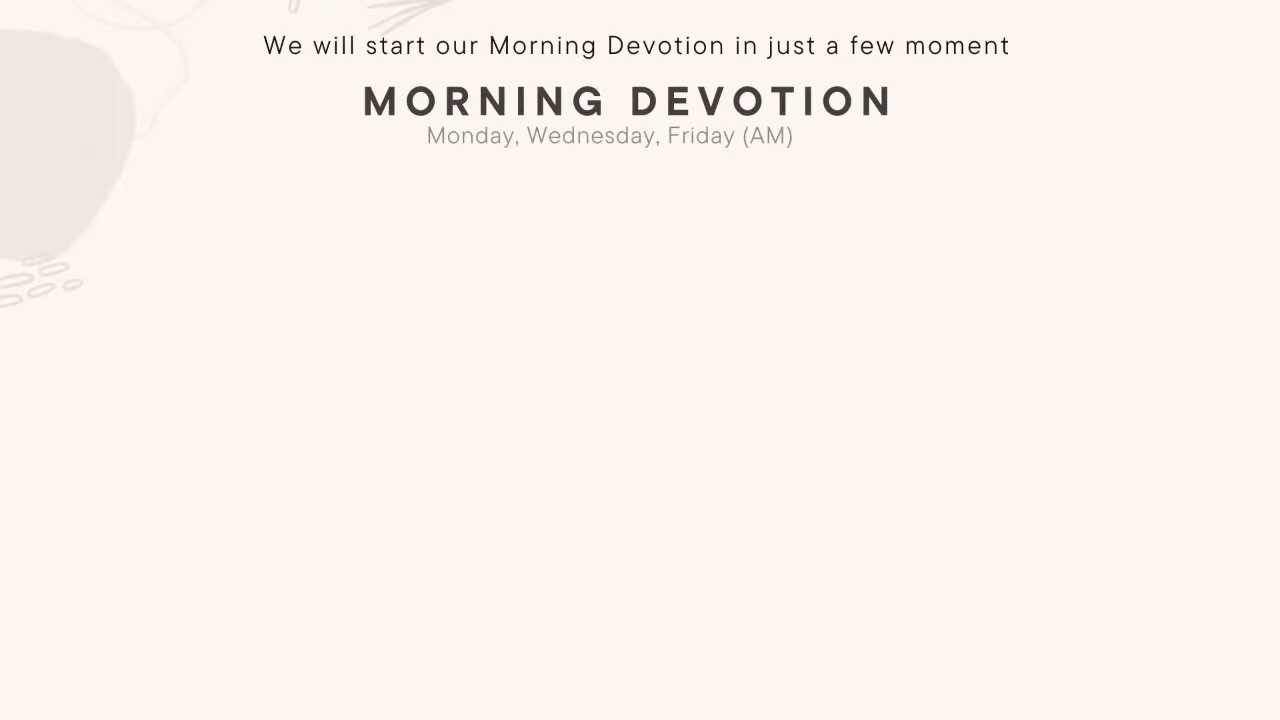 We will start our Morning Devotion in just a few moment
MORNING DEVOTION
Monday, Wednesday, Friday (AM)